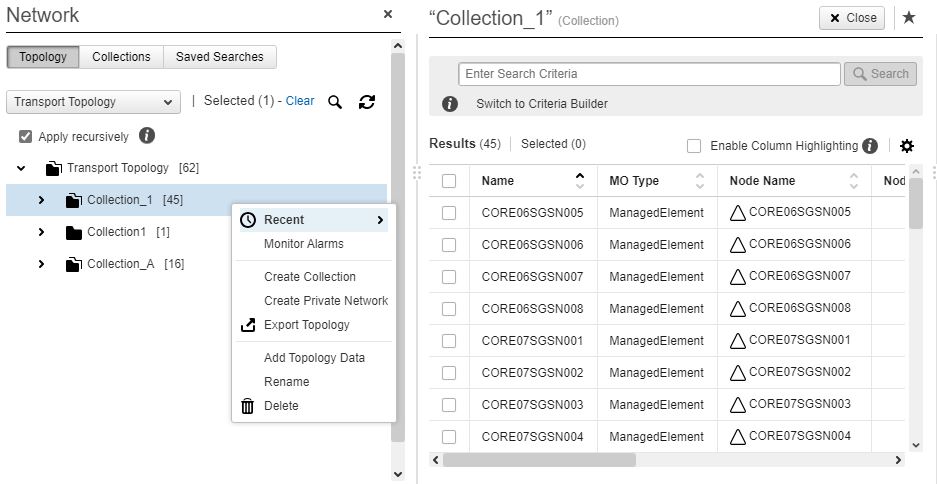 Network
Topology Collections Saved Searches
Transport Topology | Selected (1) - Clear
Apply recursively
Transport Topology [62]
Collection_1 [45]
Collection1 [1]
Collection_A [16]
Recent
Monitor Alarms
Create Collection
Create Private Network
Export Topology
Add Topology Data
Rename
Delete
“Collection_1” (Collection) Close
Enter Search Criteria Search
Switch to Criteria Builder
Results (45) Selected (0) Enable Column Highlighting
Name MO Type Node Name Nod
CORE06SGSN005 ManagedElement CORE06SGSN005
CORE06SGSN006 ManagedElement CORE06SGSN006
CORE06SGSN007 ManagedElement CORE06SGSN007
CORE06SGSN008 ManagedElement CORE06SGSN008
CORE07SGSN001 ManagedElement CORE07SGSN001
CORE07SGSN002 ManagedElement CORE07SGSN002
CORE07SGSN003 ManagedElement CORE07SGSN003
CORE07SGSN004 ManagedElement CORE07SGSN004